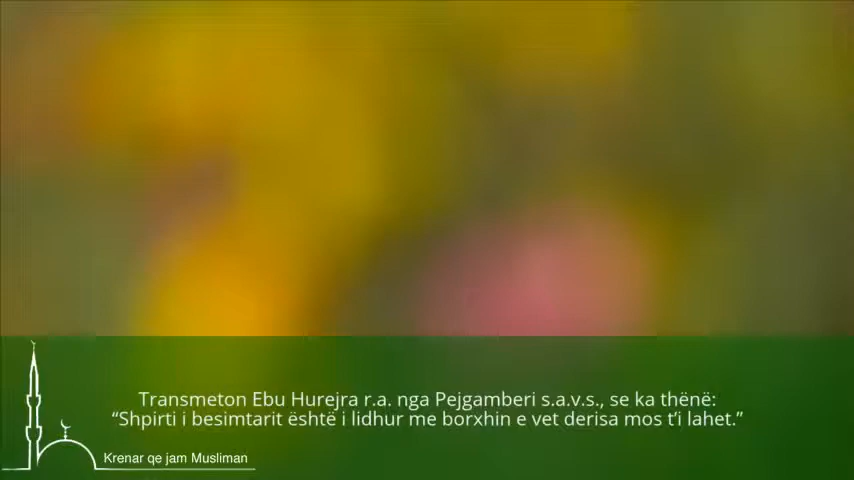 Transmeton Ebu Hurejra r.a. nga Pejgamberi s.a.v.s., se ka thënë:
“Shpirti i besimtarit është i lidhur me borxhin e vet derisa mos t’i lahet.”
Krenar qe jam Musliman